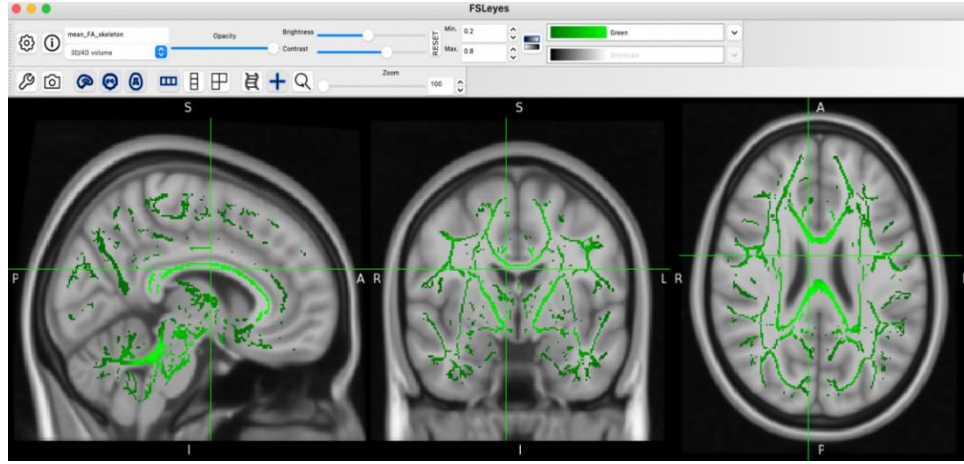 FSLeyes
mean_FA_skeleton
3D/4D volume
Opacity
Brightness
Contrast
RESET
Min. 0.2
Max. 0.8
Green
Greyscale
Zoom
100
S
S
A
P
A
R
L
R
I
I
P